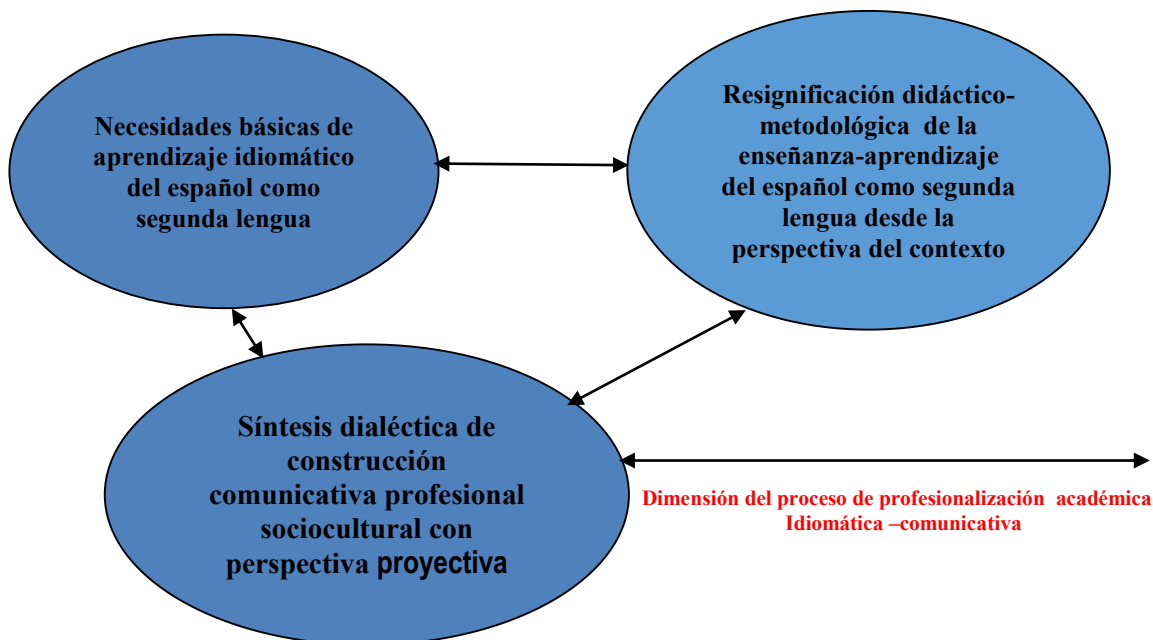 Necesidades básicas de
aprendizaje idiomático
del español como
segunda lengua
Resignificación didáctico-
metodológica de la
enseñanza-aprendizaje
del español como segunda
lengua desde la
perspectiva del contexto
Síntesis dialéctica de
construcción
comunicativa profesional
sociocultural con
perspectiva proyectiva
Dimensión del proceso de profesionalización académica
Idiomática –comunicativa